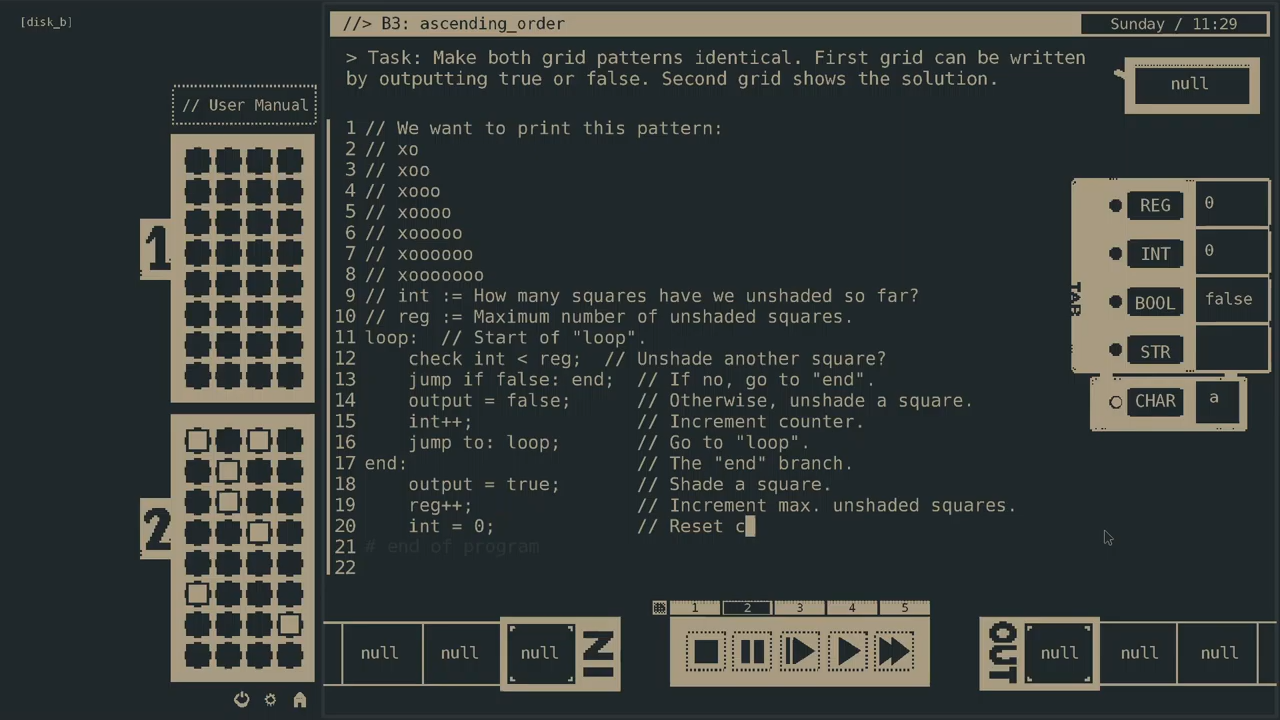 [disk_b]
//> B3: ascending_order
Sunday / 11:29
> Task: Make both grid patterns identical. First grid can be written
by outputting true or false. Second grid shows the solution.
null
// User Manual
1 // We want to print this pattern:
2 // xo
3 // xoo
4 // xooo
5 // xoooo
6 // xooooo
7 // xoooooo
8 // xooooooo
9 // int := How many squares have we unshaded so far?
10 // reg := Maximum number of unshaded squares.
11 loop:  // Start of "loop".
12     check int < reg;  // Unshade another square?
13     jump if false: end;  // If no, go to "end".
14     output = false;      // Otherwise, unshade a square.
15     int++;               // Increment counter.
16     jump to: loop;       // Go to "loop".
17 end:                     // The "end" branch.
18     output = true;       // Shade a square.
19     reg++;               // Increment max. unshaded squares.
20     int = 0;             // Reset c
21 # end of program
22
1
2
TAB
REG 0
INT 0
BOOL false
STR
CHAR a
1 2 3 4 5
null null null IN
OUT null null null